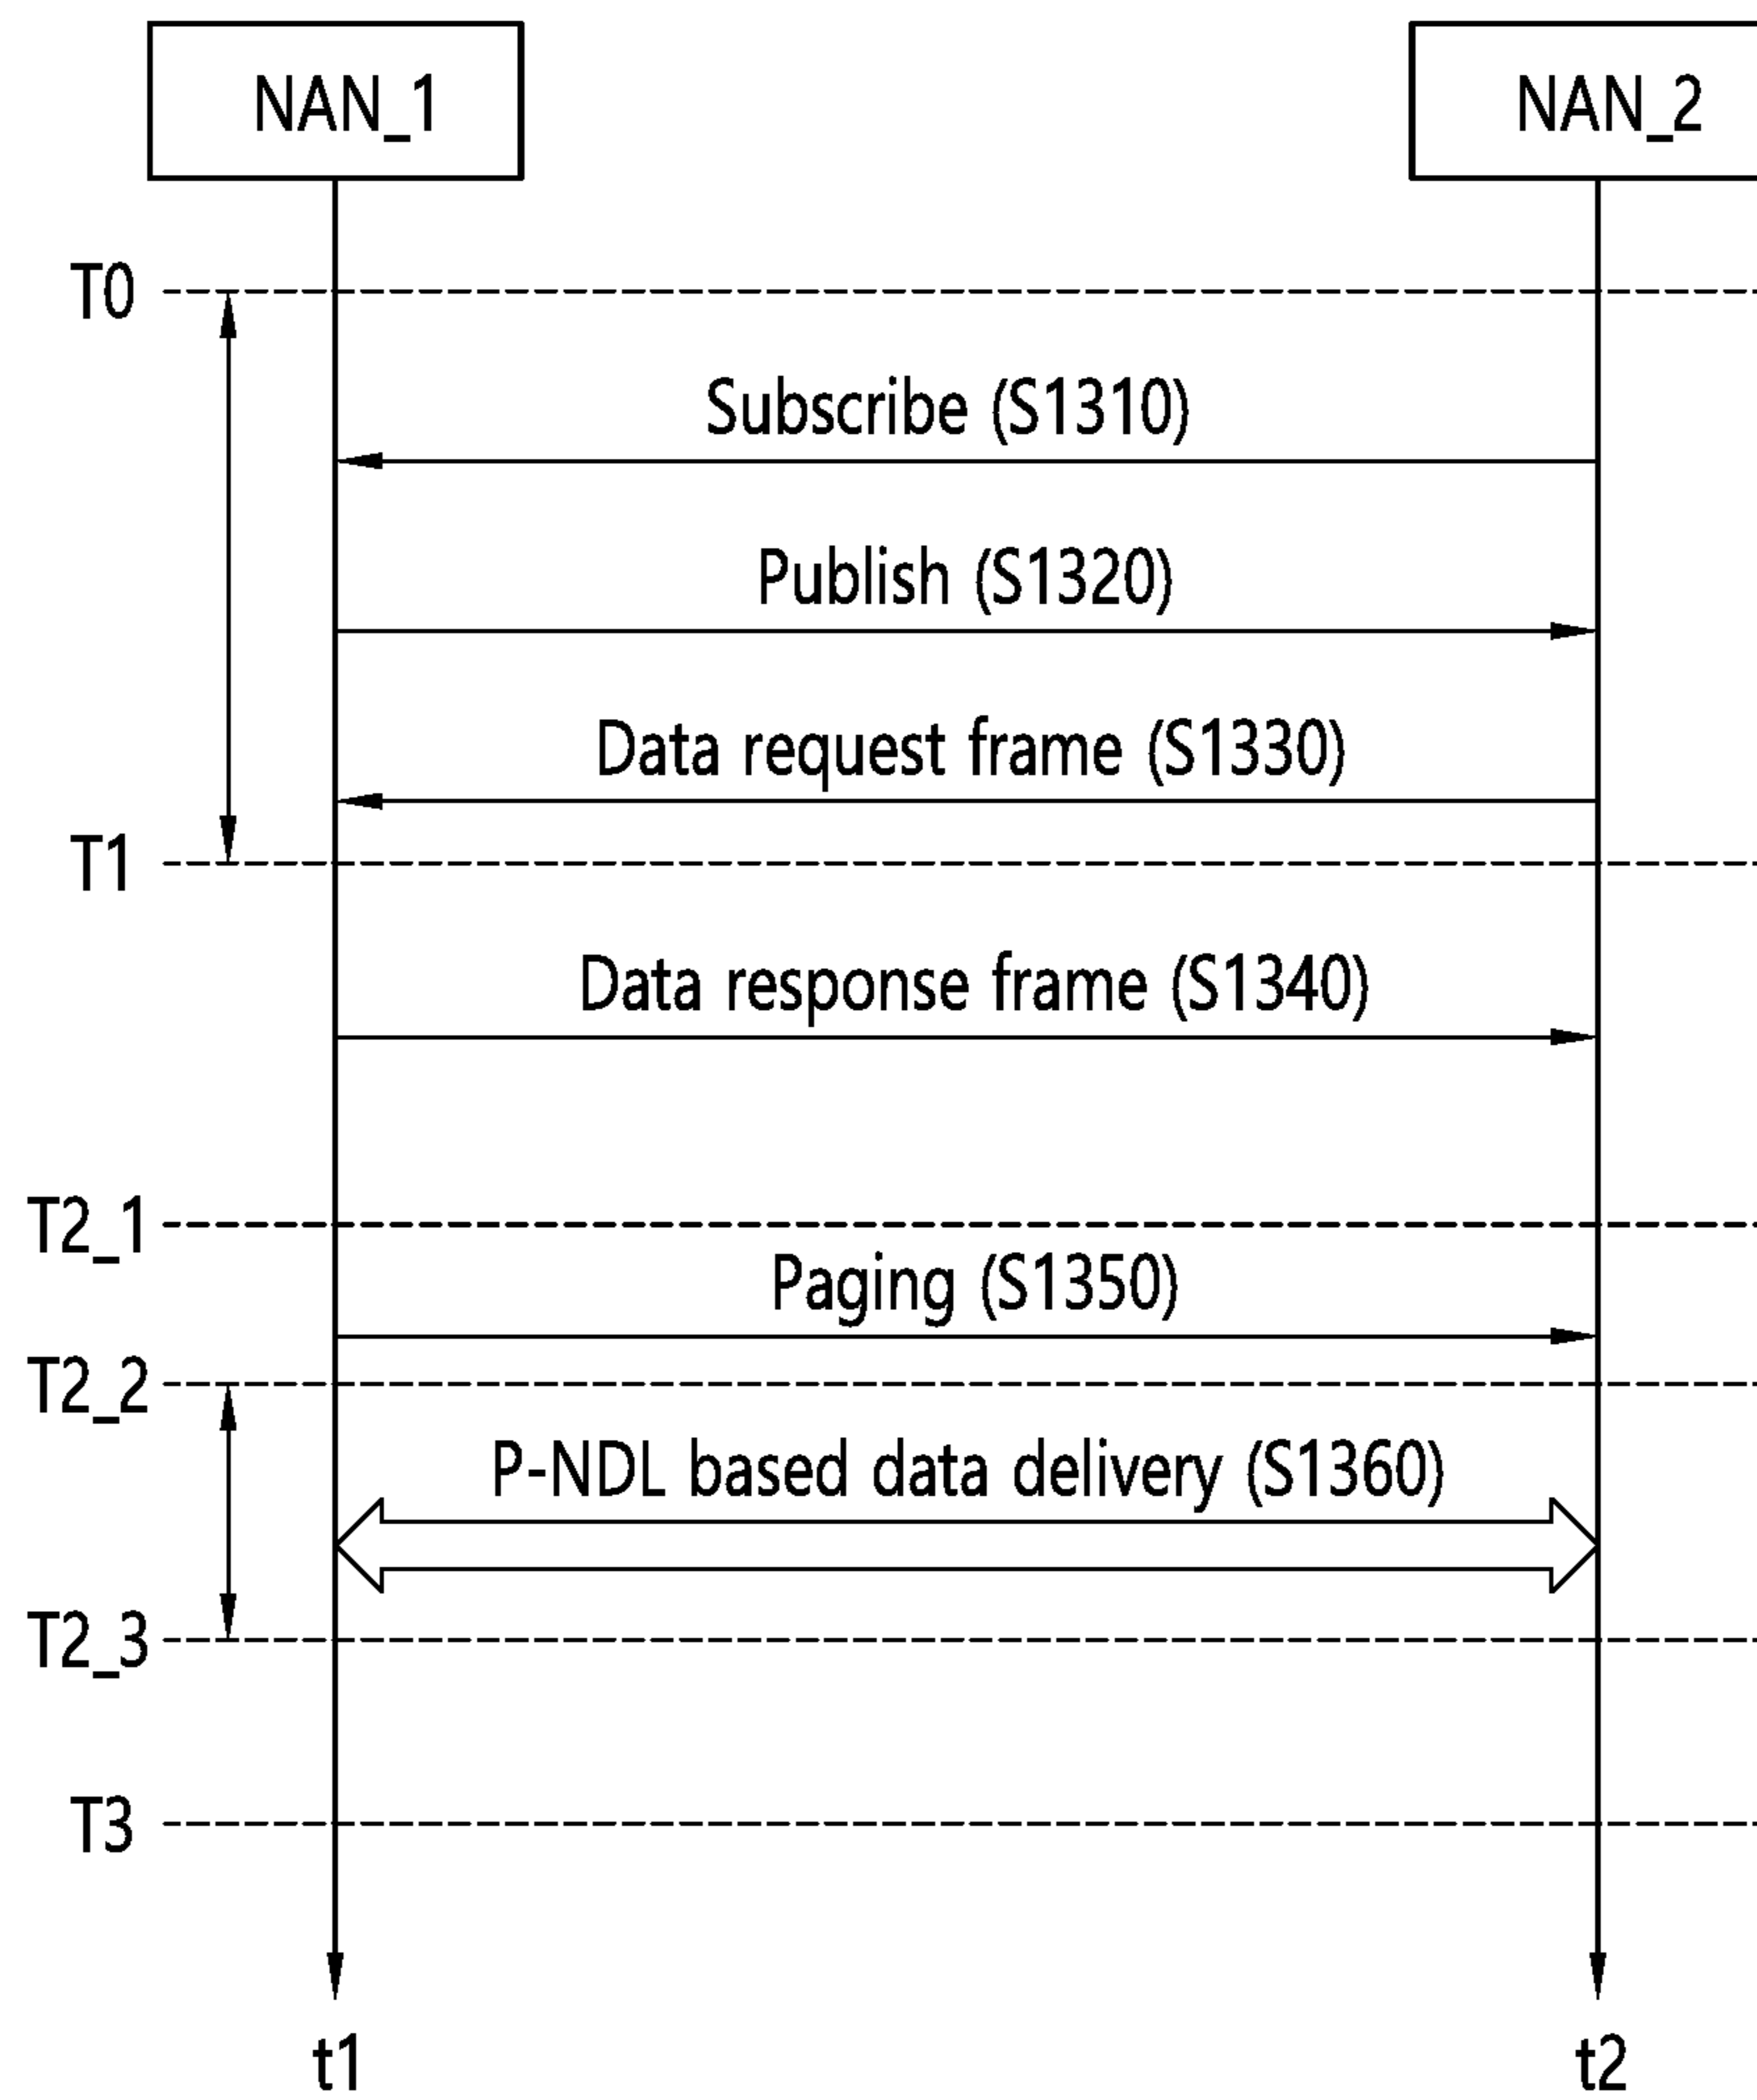 NAN_1
NAN_2
T0
Subscribe (S1310)
Publish (S1320)
Data request frame (S1330)
T1
Data response frame (S1340)
T2_1
Paging (S1350)
T2_2
P-NDL based data delivery (S1360)
T2_3
T3
t1
t2